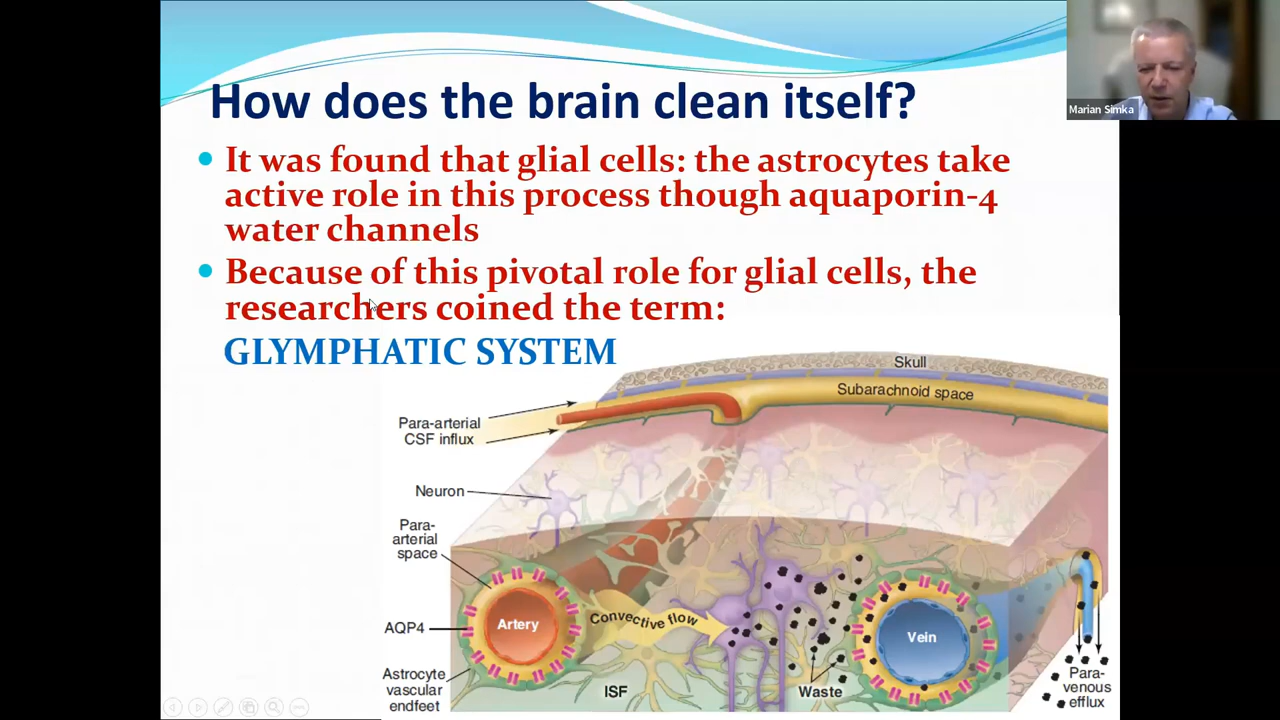 How does the brain clean itself?
Marian Simka
It was found that glial cells: the astrocytes take
active role in this process though aquaporin-4
water channels
Because of this pivotal role for glial cells, the
researchers coined the term:
GLYMPHATIC SYSTEM
Skull
Subarachnoid space
Para-arterial
CSF influx
Neuron
Para-
arterial
space
AQP4
Artery
Convective flow
Vein
Astrocyte
vascular
endfeet
ISF
Waste
Para-
venous
efflux